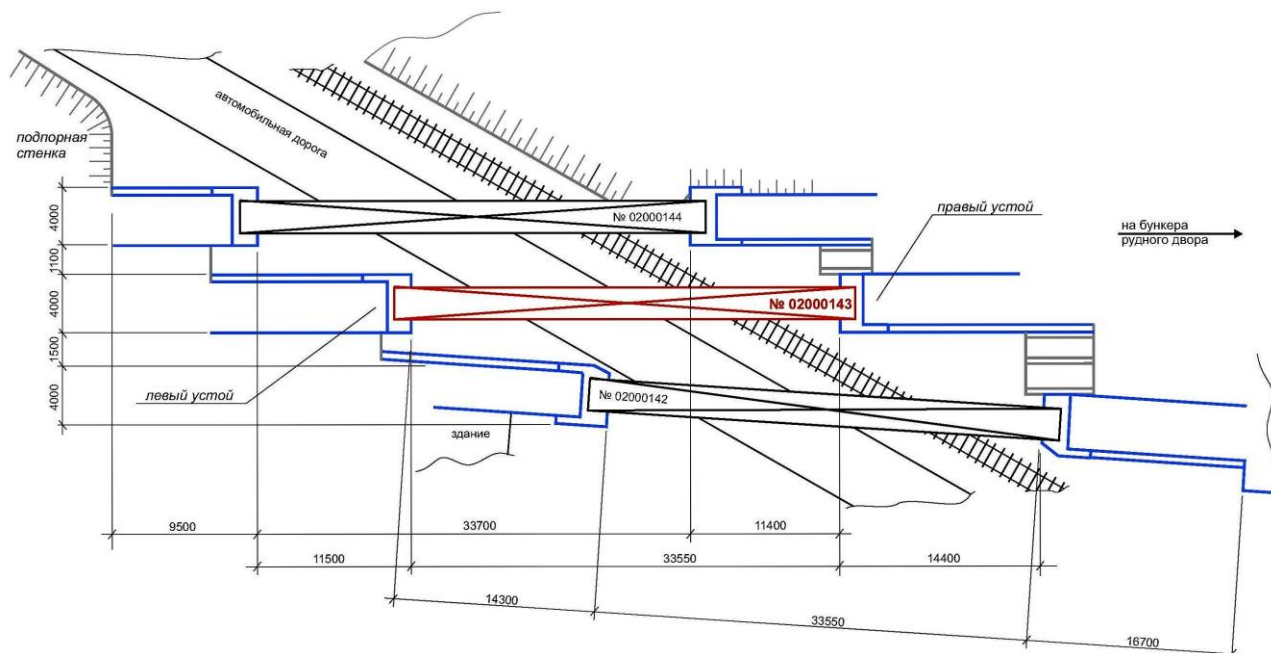 автомобильная дорога
подпорная
стенка
№ 02000144
правый устой
на бункера
рудного двора
4000
1100
4000
1500
4000
№ 02000143
левый устой
№ 02000142
здание
9500
33700
11400
11500
33550
14400
14300
33550
16700